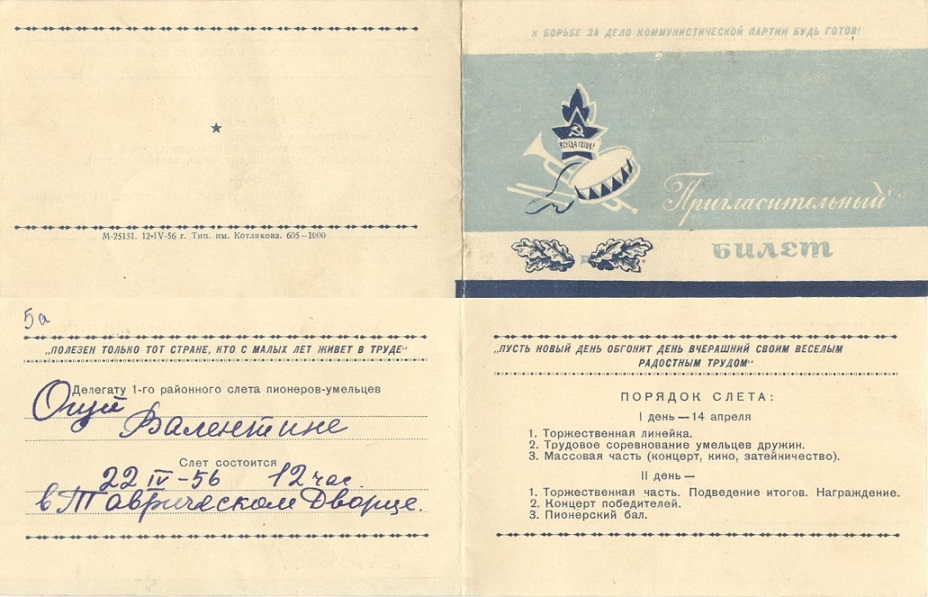 К БОРЬБЕ ЗА ДЕЛО КОММУНИСТИЧЕСКОЙ ПАРТИИ БУДЬ ГОТОВ!
ВСЕГДА ГОТОВ!
Пригласительный
БИЛЕТ
М-25151. 12-IV-56 г. Тип. им. Котлякова. 605—1000
5а
„ПОЛЕЗЕН ТОЛЬКО ТОТ СТРАНЕ, КТО С МАЛЫХ ЛЕТ ЖИВЕТ В ТРУДЕ“
Делегату 1-го районного слета пионеров-умельцев
Валентине
Слет состоится
22 IV - 56 12 час.
в Таврическом Дворце.
„ПУСТЬ НОВЫЙ ДЕНЬ ОБГОНИТ ДЕНЬ ВЧЕРАШНИЙ СВОИМ ВЕСЕЛЫМ
РАДОСТНЫМ ТРУДОМ“
ПОРЯДОК СЛЕТА:
I день — 14 апреля
1. Торжественная линейка.
2. Трудовое соревнование умельцев дружин.
3. Массовая часть (концерт, кино, затейничество).
II день —
1. Торжественная часть. Подведение итогов. Награждение.
2. Концерт победителей.
3. Пионерский бал.